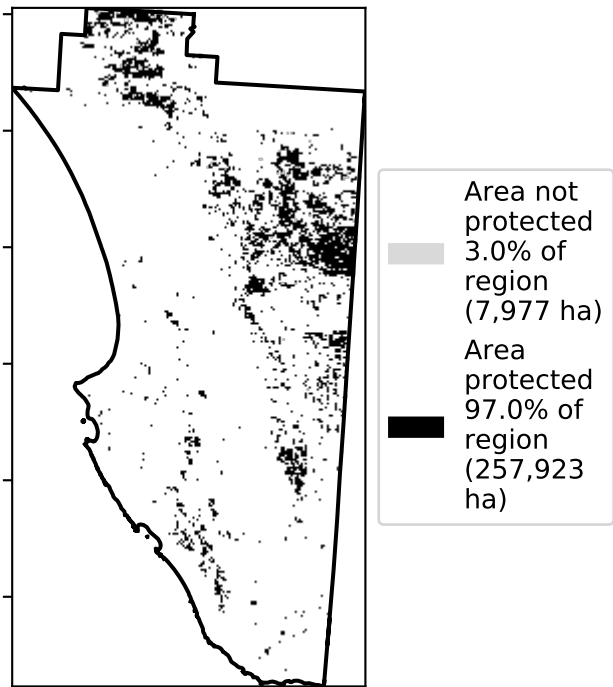 Area not
protected
3.0% of
region
(7,977 ha)
Area
protected
97.0% of
region
(257,923
ha)